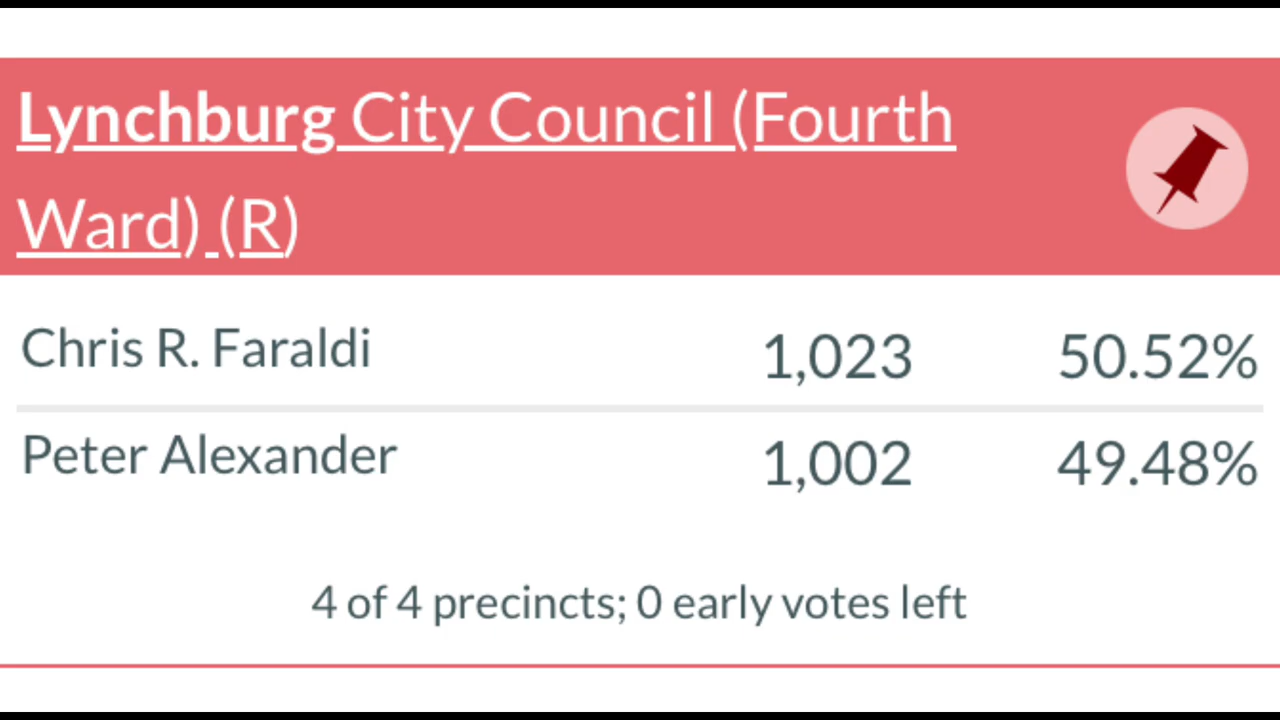 Lynchburg City Council (Fourth
Ward) (R)
Chris R. Faraldi 1,023 50.52%
Peter Alexander 1,002 49.48%
4 of 4 precincts; 0 early votes left